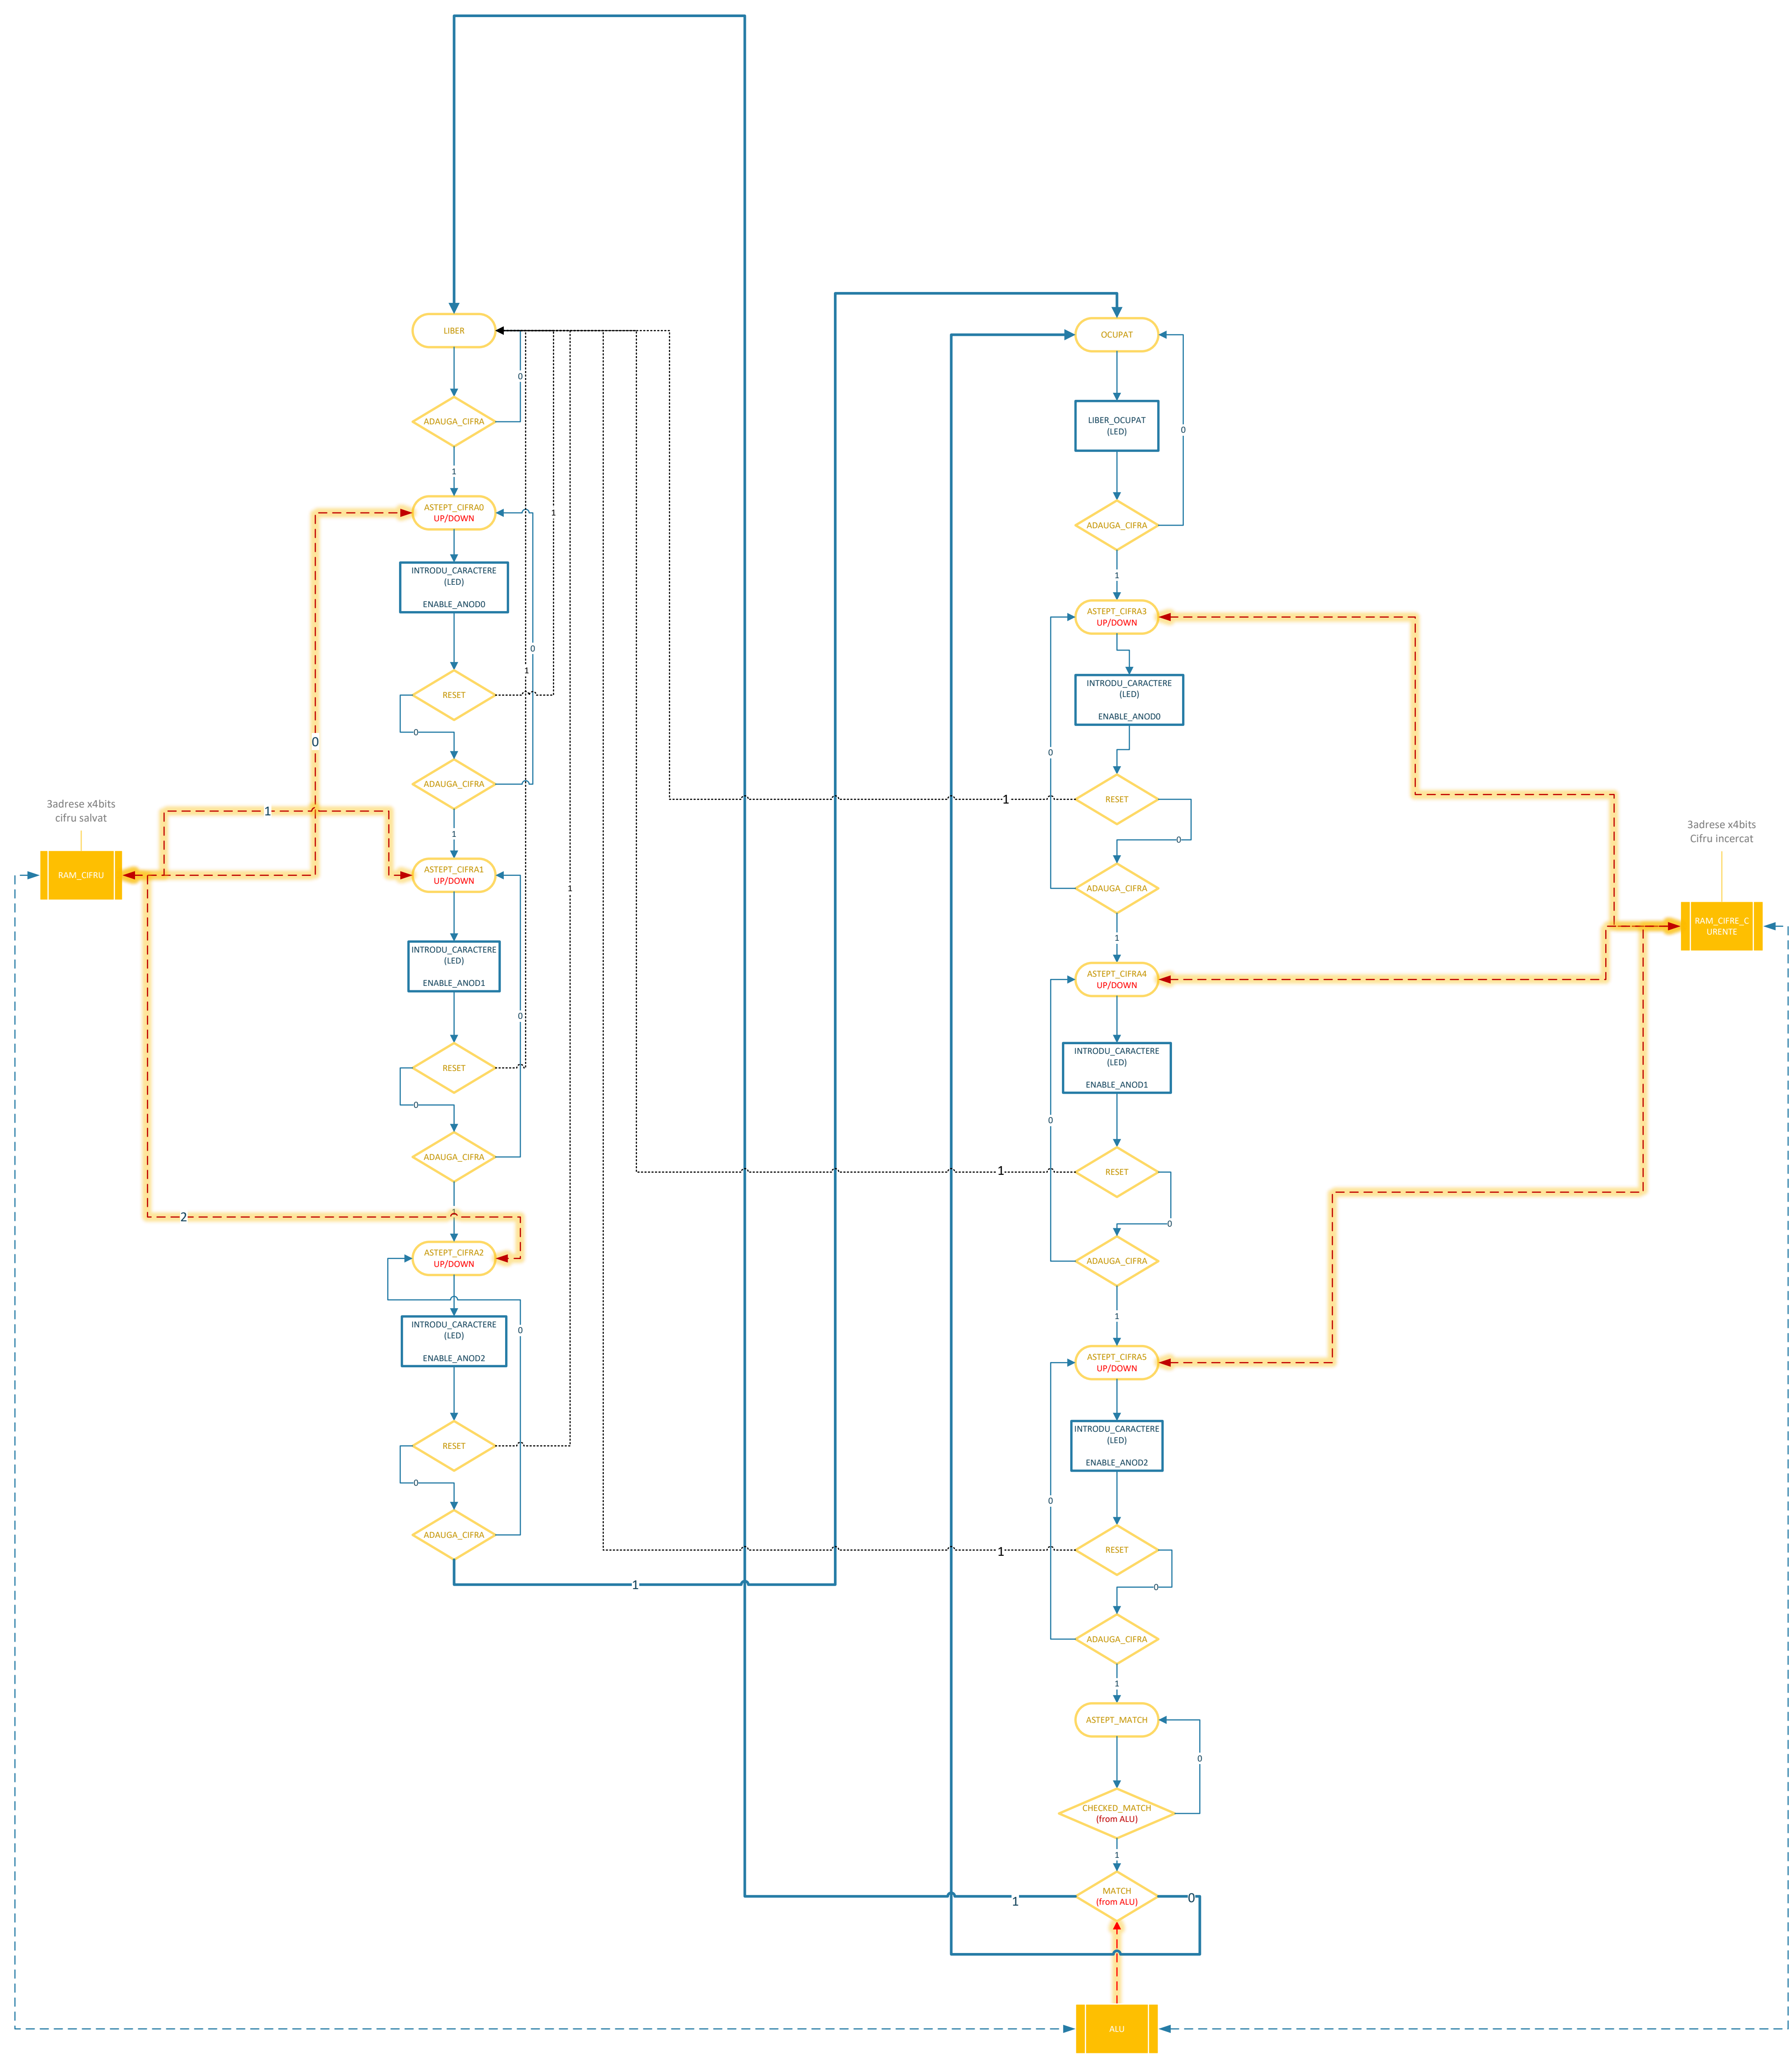 LIBER
0
ADAUGA_CIFRA
1
ASTEPT_CIFRA0
UP/DOWN
1
INTRODU_CARACTERE
(LED)
ENABLE_ANOD0
0
1
RESET
0
0
ADAUGA_CIFRA
1
3adrese x4bits
cifru salvat
1
RAM_CIFRU
ASTEPT_CIFRA1
UP/DOWN
1
INTRODU_CARACTERE
(LED)
ENABLE_ANOD1
0
RESET
0
ADAUGA_CIFRA
1
2
ASTEPT_CIFRA2
UP/DOWN
INTRODU_CARACTERE
(LED)
ENABLE_ANOD2
0
RESET
0
ADAUGA_CIFRA
1
OCUPAT
LIBER_OCUPAT
(LED)
0
ADAUGA_CIFRA
1
ASTEPT_CIFRA3
UP/DOWN
INTRODU_CARACTERE
(LED)
ENABLE_ANOD0
0
1
RESET
0
ADAUGA_CIFRA
1
3adrese x4bits
Cifru incercat
RAM_CIFRE_C
URENTE
ASTEPT_CIFRA4
UP/DOWN
INTRODU_CARACTERE
(LED)
ENABLE_ANOD1
0
1
RESET
0
ADAUGA_CIFRA
1
ASTEPT_CIFRA5
UP/DOWN
INTRODU_CARACTERE
(LED)
ENABLE_ANOD2
0
1
RESET
0
ADAUGA_CIFRA
1
ASTEPT_MATCH
0
CHECKED_MATCH
(from ALU)
1
MATCH
(from ALU)
1
0
ALU